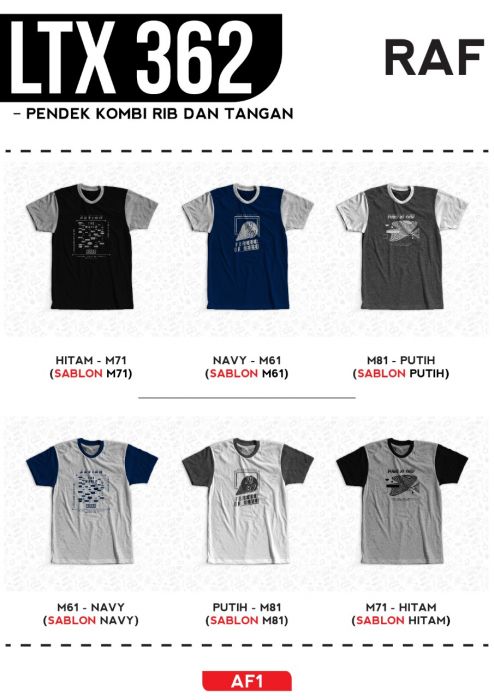 LTX 362
RAF
- PENDEK KOMBI RIB DAN TANGAN
HITAM - M71
(SABLON M71)
NAVY - M61
(SABLON M61)
M81 - PUTIH
(SABLON PUTIH)
M61 - NAVY
(SABLON NAVY)
PUTIH - M81
(SABLON M81)
M71 - HITAM
(SABLON HITAM)
AF1